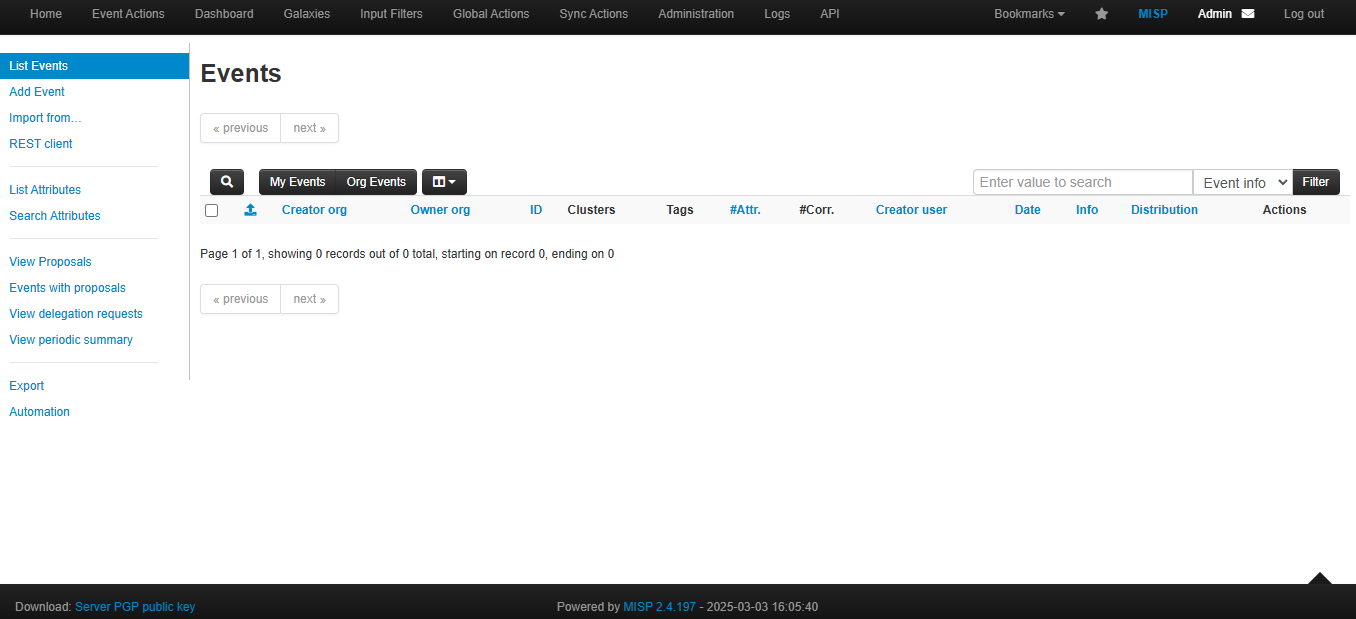 Home Event Actions Dashboard Galaxies Input Filters Global Actions Sync Actions Administration Logs API Bookmarks MISP Admin Log out
List Events
Add Event
Import from…
REST client
List Attributes
Search Attributes
View Proposals
Events with proposals
View delegation requests
View periodic summary
Export
Automation
Events
« previous next »
My Events Org Events Enter value to search Event info Filter
Creator org Owner org ID Clusters Tags #Attr. #Corr. Creator user Date Info Distribution Actions
Page 1 of 1, showing 0 records out of 0 total, starting on record 0, ending on 0
« previous next »
Download: Server PGP public key Powered by MISP 2.4.197 - 2025-03-03 16:05:40